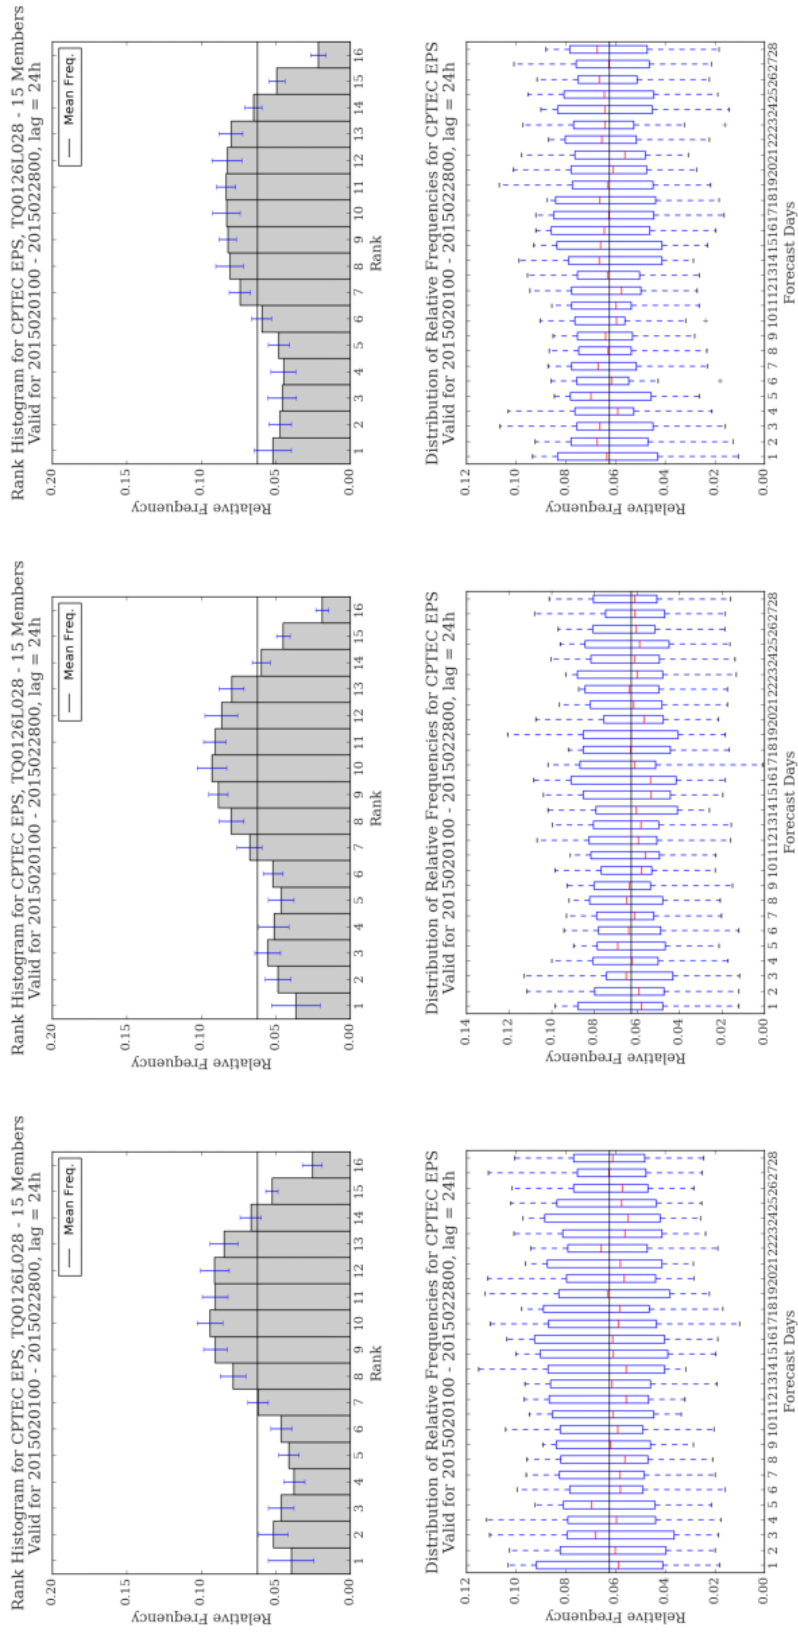 Rank Histogram for CPTEC EPS, TQ0126L028 - 15 Members
Valid for 2015020100 - 2015022800, lag = 24h
Mean Freq.
0.20
0.15
0.10
0.05
0.00
Relative Frequency
1 2 3 4 5 6 7 8 9 10 11 12 13 14 15 16
Rank
Rank Histogram for CPTEC EPS, TQ0126L028 - 15 Members
Valid for 2015020100 - 2015022800, lag = 24h
Mean Freq.
0.20
0.15
0.10
0.05
0.00
Relative Frequency
1 2 3 4 5 6 7 8 9 10 11 12 13 14 15 16
Rank
Rank Histogram for CPTEC EPS, TQ0126L028 - 15 Members
Valid for 2015020100 - 2015022800, lag = 24h
Mean Freq.
0.20
0.15
0.10
0.05
0.00
Relative Frequency
1 2 3 4 5 6 7 8 9 10 11 12 13 14 15 16
Rank
Distribution of Relative Frequencies for CPTEC EPS
Valid for 2015020100 - 2015022800, lag = 24h
0.12
0.10
0.08
0.06
0.04
0.02
0.00
Relative Frequency
1 2 3 4 5 6 7 8 9 10111213141516171819202122232425262728
Forecast Days
Distribution of Relative Frequencies for CPTEC EPS
Valid for 2015020100 - 2015022800, lag = 24h
0.14
0.12
0.10
0.08
0.06
0.04
0.02
0.00
Relative Frequency
1 2 3 4 5 6 7 8 9 10111213141516171819202122232425262728
Forecast Days
Distribution of Relative Frequencies for CPTEC EPS
Valid for 2015020100 - 2015022800, lag = 24h
0.12
0.10
0.08
0.06
0.04
0.02
0.00
Relative Frequency
1 2 3 4 5 6 7 8 9 10111213141516171819202122232425262728
Forecast Days